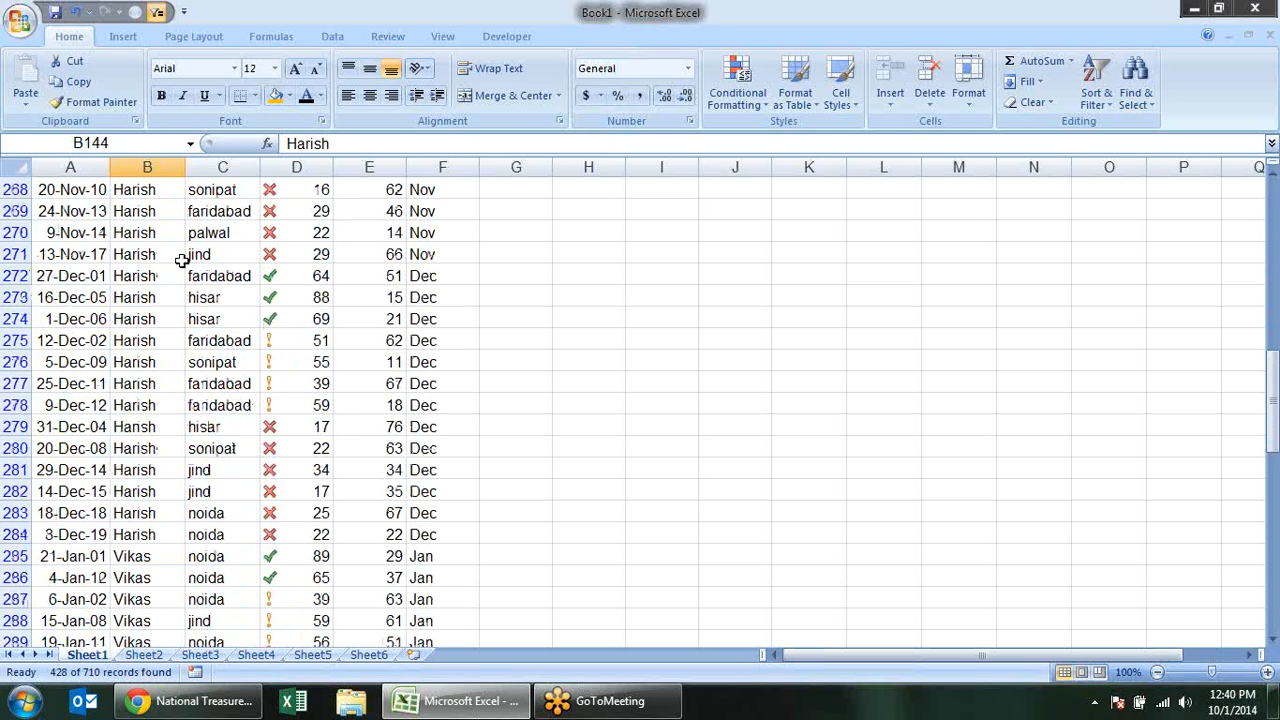 Book1 - Microsoft Excel
Home Insert Page Layout Formulas Data Review View Developer
Paste Cut Copy Format Painter Clipboard
Arial 12 A A B I U A Font
Wrap Text Merge & Center Alignment
General $ % , Number
Conditional Formatting Format as Table Cell Styles Styles
Insert Delete Format Cells
Σ AutoSum Fill Clear Sort & Filter Find & Select Editing
B144 fx Harish
A B C D E F G H I J K L M N O P Q
268 20-Nov-10 Harish sonipat 16 62 Nov
269 24-Nov-13 Harish faridabad 29 46 Nov
270 9-Nov-14 Harish palwal 22 14 Nov
271 13-Nov-17 Harish jind 29 66 Nov
272 27-Dec-01 Harish faridabad 64 51 Dec
273 16-Dec-05 Harish hisar 88 15 Dec
274 1-Dec-06 Harish hisar 69 21 Dec
275 12-Dec-02 Harish faridabad 51 62 Dec
276 5-Dec-09 Harish sonipat 55 11 Dec
277 25-Dec-11 Harish faridabad 39 67 Dec
278 9-Dec-12 Harish faridabad 59 18 Dec
279 31-Dec-04 Harish hisar 17 76 Dec
280 20-Dec-08 Harish sonipat 22 63 Dec
281 29-Dec-14 Harish jind 34 34 Dec
282 14-Dec-15 Harish jind 17 35 Dec
283 18-Dec-18 Harish noida 25 67 Dec
284 3-Dec-19 Harish noida 22 22 Dec
285 21-Jan-01 Vikas noida 89 29 Jan
286 4-Jan-12 Vikas noida 65 37 Jan
287 6-Jan-02 Vikas noida 39 63 Jan
288 15-Jan-08 Vikas jind 59 61 Jan
289 19-Jan-11 Vikas noida 56 51 Jan
Sheet1 Sheet2 Sheet3 Sheet4 Sheet5 Sheet6
Ready 428 of 710 records found 100%
National Treasure... Microsoft Excel - ... GoToMeeting
12:40 PM
10/1/2014